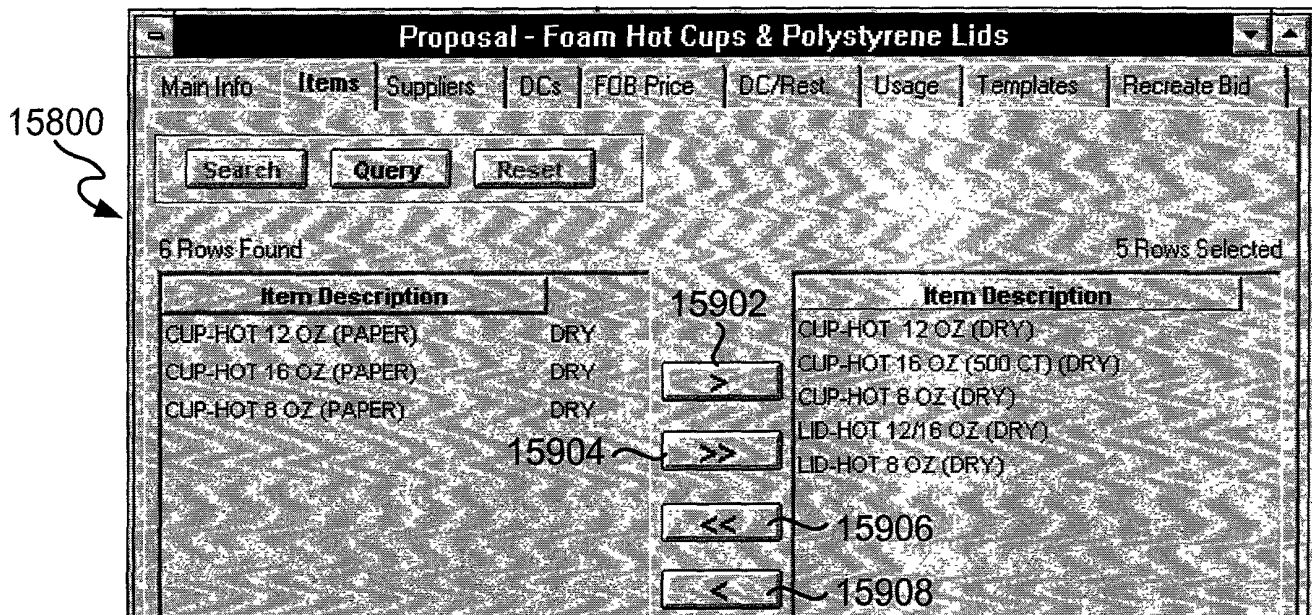 Proposal - Foam Hot Cups & Polystyrene Lids
Main Info Items Suppliers DCs FOB Price DC/Rest. Usage Templates Recreate Bid
15800
Search Query Reset
6 Rows Found 5 Rows Selected
Item Description Item Description
15902
CUP-HOT 12 OZ (PAPER) DRY CUP-HOT 12 OZ (DRY)
CUP-HOT 16 OZ (PAPER) DRY > CUP-HOT 16 OZ (500 CT) (DRY)
CUP-HOT 8 OZ (PAPER) DRY CUP-HOT 8 OZ (DRY)
LID-HOT 12/16 OZ (DRY)
15904 >> LID-HOT 8 OZ (DRY)
<< 15906
< 15908